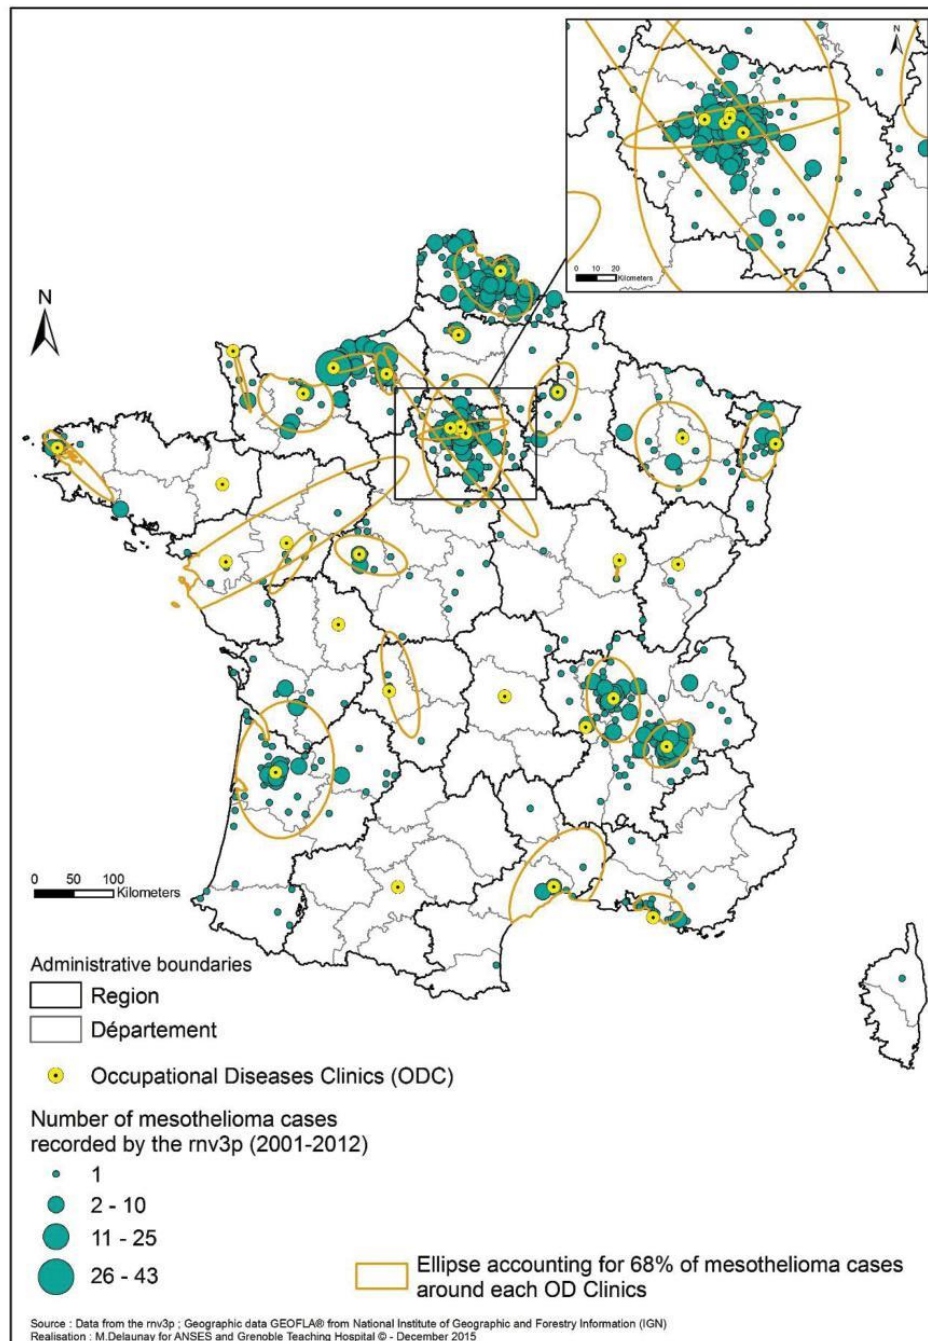 N
0 10 20
Kilometers
N
0 50 100
Kilometers
Administrative boundaries
Region
Département
Occupational Diseases Clinics (ODC)
Number of mesothelioma cases
recorded by the rnv3p (2001-2012)
1
2 - 10
11 - 25
26 - 43
Ellipse accounting for 68% of mesothelioma cases
around each OD Clinics
Source : Data from the rnv3p ; Geographic data GEOFLA® from National Institute of Geographic and Forestry Information (IGN)
Realisation : M.Delaunay for ANSES and Grenoble Teaching Hospital © - December 2015